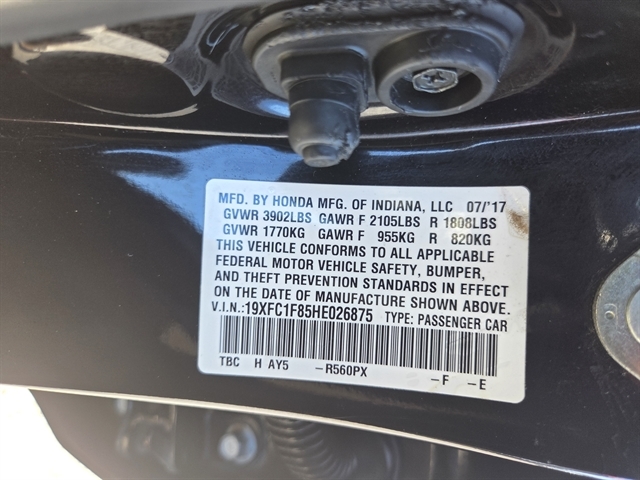 MFD. BY HONDA MFG. OF INDIANA, LLC 07/'17
GVWR 3902LBS GAWR F 2105LBS R 1808LBS
GVWR 1770KG GAWR F 955KG R 820KG
THIS VEHICLE CONFORMS TO ALL APPLICABLE
FEDERAL MOTOR VEHICLE SAFETY, BUMPER,
AND THEFT PREVENTION STANDARDS IN EFFECT
ON THE DATE OF MANUFACTURE SHOWN ABOVE.
V.I.N.:19XFC1F85HE026875 TYPE: PASSENGER CAR
TBC H AY5 -R560PX -F -E